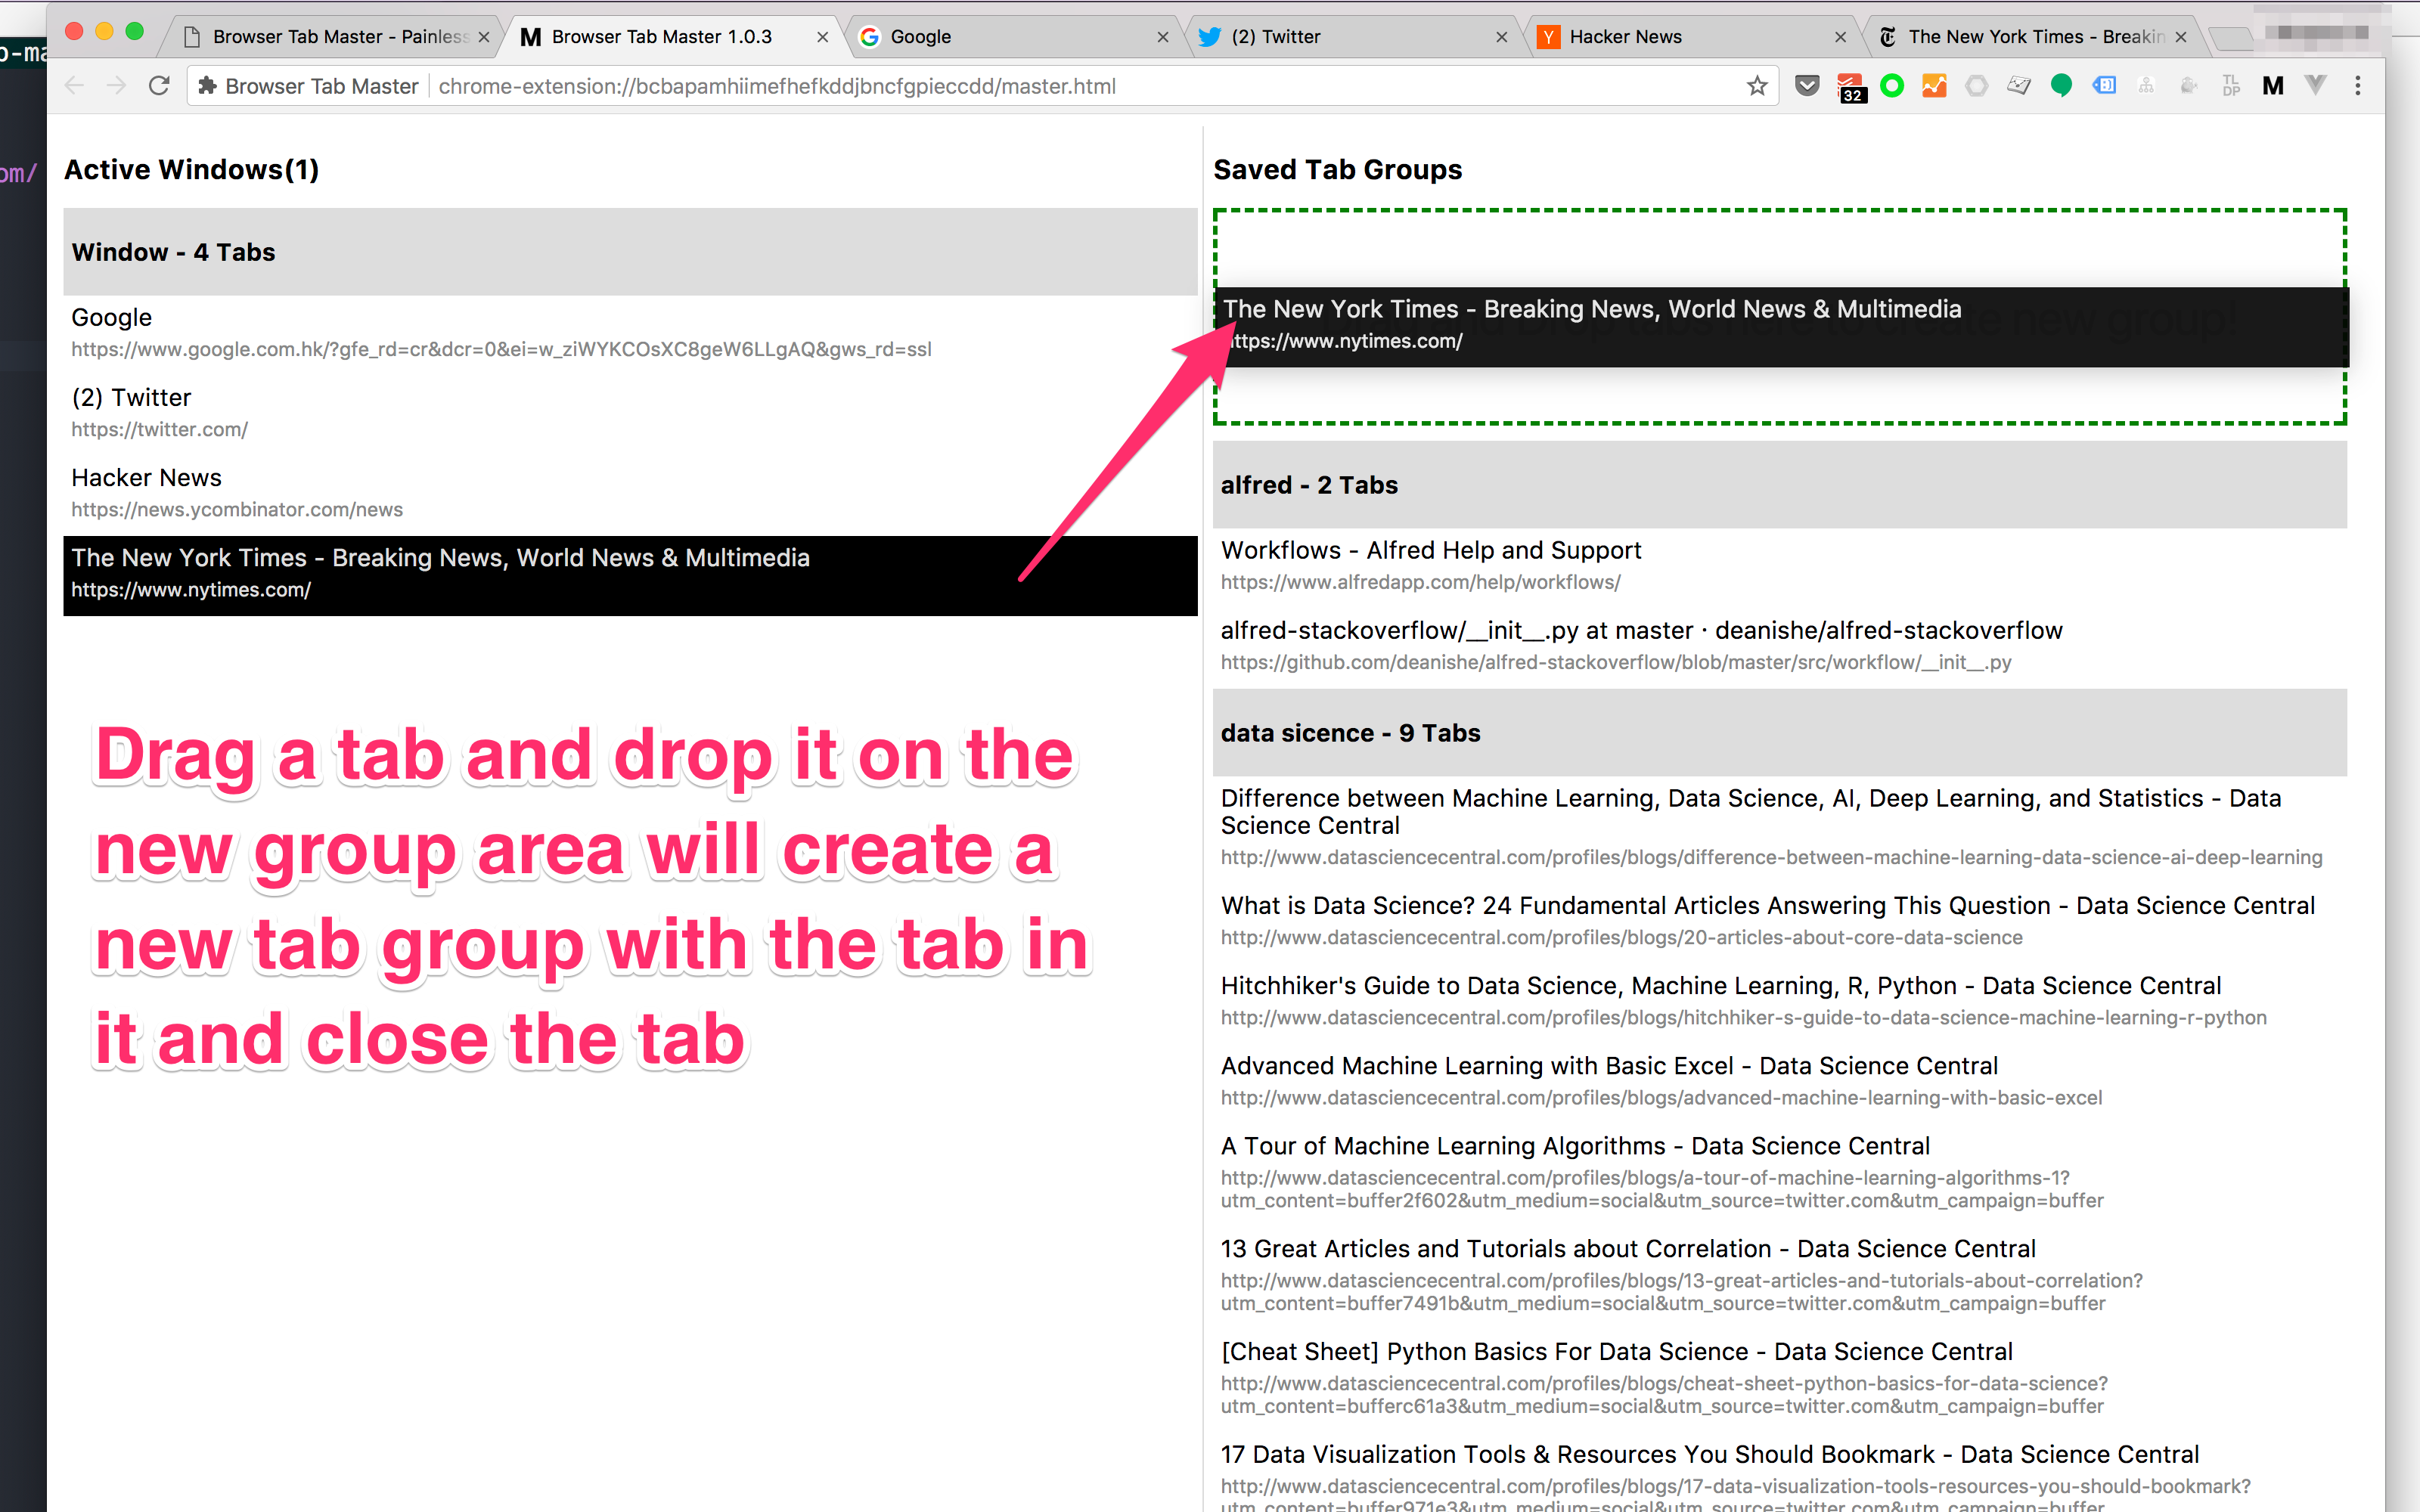 Browser Tab Master - Painless
Browser Tab Master 1.0.3
Google
(2) Twitter
Hacker News
The New York Times - Breakin
om/
Browser Tab Master
chrome-extension://bcbapamhiimefhefkddjbncfgpieccdd/master.html
32
TL
DP
M
Active Windows(1)
Window - 4 Tabs
Google
https://www.google.com.hk/?gfe_rd=cr&dcr=0&ei=w_ziWYKCOsXC8geW6LLgAQ&gws_rd=ssl
(2) Twitter
https://twitter.com/
Hacker News
https://news.ycombinator.com/news
The New York Times - Breaking News, World News & Multimedia
https://www.nytimes.com/
Drag a tab and drop it on the
new group area will create a
new tab group with the tab in
it and close the tab
Saved Tab Groups
Drag and Drop tabs here to create new group!
The New York Times - Breaking News, World News & Multimedia
https://www.nytimes.com/
alfred - 2 Tabs
Workflows - Alfred Help and Support
https://www.alfredapp.com/help/workflows/
alfred-stackoverflow/__init__.py at master · deanishe/alfred-stackoverflow
https://github.com/deanishe/alfred-stackoverflow/blob/master/src/workflow/__init__.py
data sicence - 9 Tabs
Difference between Machine Learning, Data Science, AI, Deep Learning, and Statistics - Data
Science Central
http://www.datasciencecentral.com/profiles/blogs/difference-between-machine-learning-data-science-ai-deep-learning
What is Data Science? 24 Fundamental Articles Answering This Question - Data Science Central
http://www.datasciencecentral.com/profiles/blogs/20-articles-about-core-data-science
Hitchhiker's Guide to Data Science, Machine Learning, R, Python - Data Science Central
http://www.datasciencecentral.com/profiles/blogs/hitchhiker-s-guide-to-data-science-machine-learning-r-python
Advanced Machine Learning with Basic Excel - Data Science Central
http://www.datasciencecentral.com/profiles/blogs/advanced-machine-learning-with-basic-excel
A Tour of Machine Learning Algorithms - Data Science Central
http://www.datasciencecentral.com/profiles/blogs/a-tour-of-machine-learning-algorithms-1?
utm_content=buffer2f602&utm_medium=social&utm_source=twitter.com&utm_campaign=buffer
13 Great Articles and Tutorials about Correlation - Data Science Central
http://www.datasciencecentral.com/profiles/blogs/13-great-articles-and-tutorials-about-correlation?
utm_content=buffer7491b&utm_medium=social&utm_source=twitter.com&utm_campaign=buffer
[Cheat Sheet] Python Basics For Data Science - Data Science Central
http://www.datasciencecentral.com/profiles/blogs/cheat-sheet-python-basics-for-data-science?
utm_content=bufferc61a3&utm_medium=social&utm_source=twitter.com&utm_campaign=buffer
17 Data Visualization Tools & Resources You Should Bookmark - Data Science Central
http://www.datasciencecentral.com/profiles/blogs/17-data-visualization-tools-resources-you-should-bookmark?
utm_content=buffer971e3&utm_medium=social&utm_source=twitter.com&utm_campaign=buffer